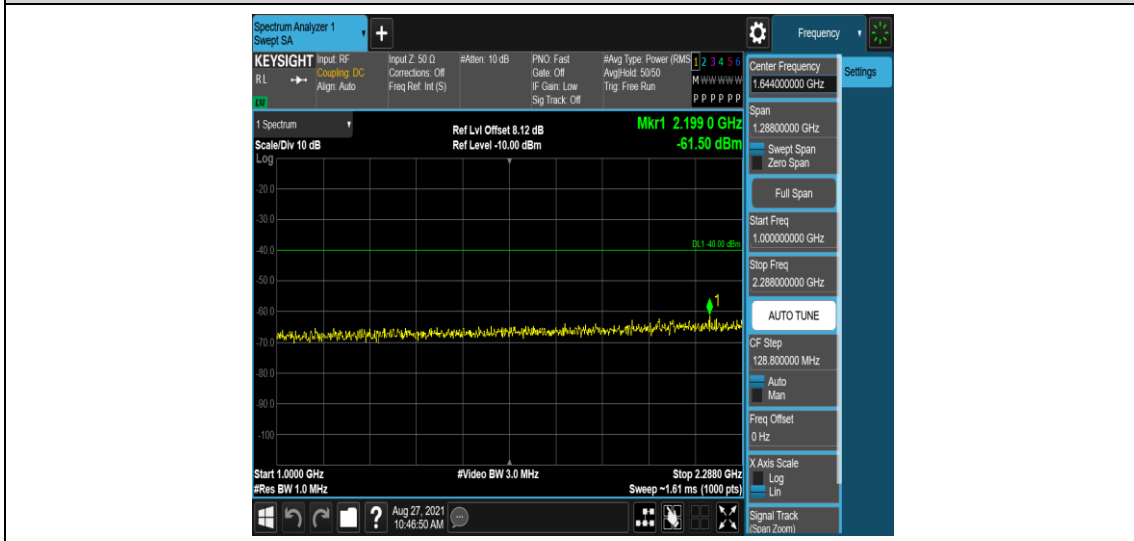 Spectrum Analyzer 1
Swept SA
+
Frequency
KEYSIGHT
RL
LXI
Input: RF
Coupling: DC
Align: Auto
Input Z: 50 Ω
Corrections: Off
Freq Ref: Int (S)
#Atten: 10 dB
PNO: Fast
Gate: Off
IF Gain: Low
Sig Track: Off
#Avg Type: Power (RMS
Avg|Hold: 50/50
Trig: Free Run
1 2 3 4 5 6
M W W W W W
P P P P P P
1 Spectrum
Scale/Div 10 dB
Ref Lvl Offset 8.12 dB
Ref Level -10.00 dBm
Mkr1 2.199 0 GHz
-61.50 dBm
Log
-20.0
-30.0
-40.0
DL1 -40.00 dBm
-50.0
1
-60.0
-70.0
-80.0
-90.0
-100
Start 1.0000 GHz
#Video BW 3.0 MHz
Stop 2.2880 GHz
#Res BW 1.0 MHz
Sweep ~1.61 ms (1000 pts)
Center Frequency
1.644000000 GHz
Settings
Span
1.28800000 GHz
Swept Span
Zero Span
Full Span
Start Freq
1.000000000 GHz
Stop Freq
2.288000000 GHz
AUTO TUNE
CF Step
128.800000 MHz
Auto
Man
Freq Offset
0 Hz
X Axis Scale
Log
Lin
Signal Track
(Span Zoom)
?
Aug 27, 2021
10:46:50 AM